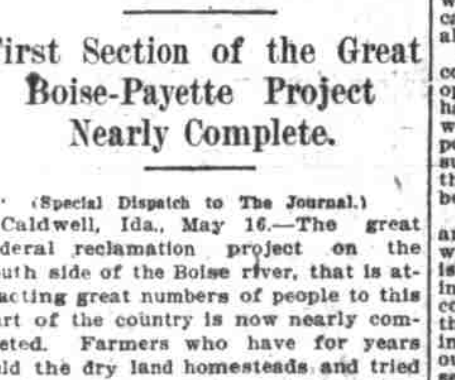 First Section of the Great
Boise-Payette Project
Nearly Complete.
(Special Dispatch to The Journal.)
Caldwell, Ida., May 16.—The great
deral reclamation project on the
uth side of the Boise river, that is at-
acting great numbers of people to this
rt of the country is now nearly com-
eted. Farmers who have for years
ld the dry land homesteads and tried